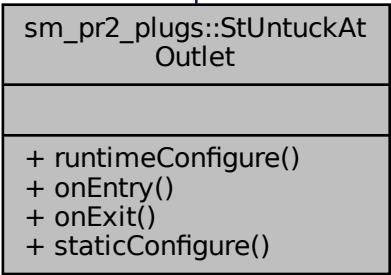 sm_pr2_plugs::StUntuckAt
Outlet
+ runtimeConfigure()
+ onEntry()
+ onExit()
+ staticConfigure()